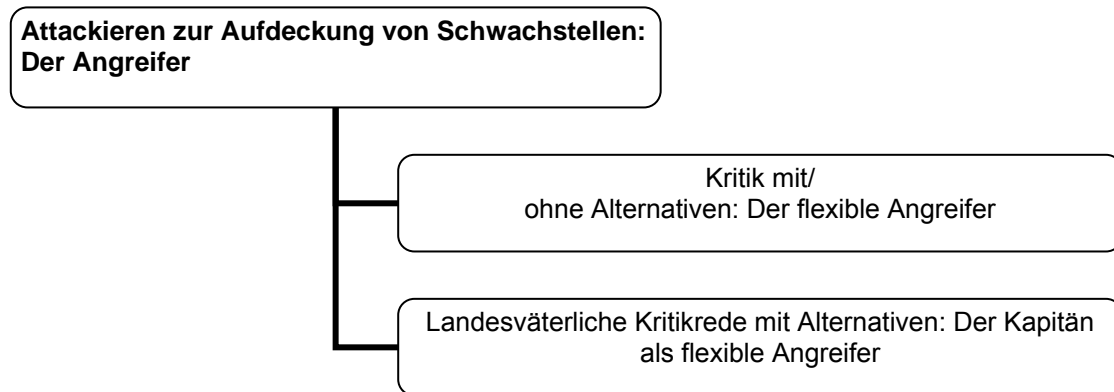 Attackieren zur Aufdeckung von Schwachstellen:
Der Angreifer
Kritik mit/
ohne Alternativen: Der flexible Angreifer
Landesväterliche Kritikrede mit Alternativen: Der Kapitän
als flexible Angreifer